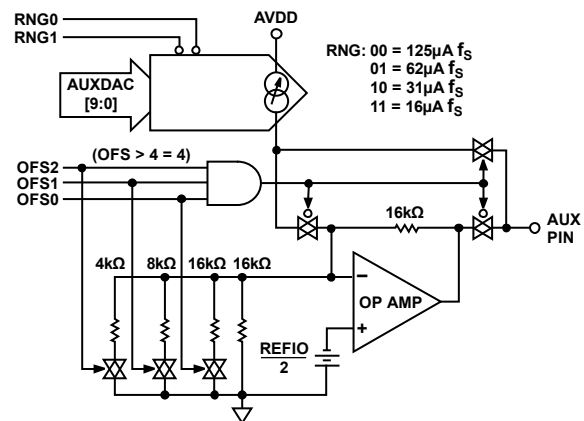 RNG0
RNG1
AVDD
RNG: 00 = 125µA fS
01 = 62µA fS
10 = 31µA fS
11 = 16µA fS
AUXDAC
[9:0]
(OFS > 4 = 4)
OFS2
OFS1
OFS0
16kΩ
AUX
PIN
4kΩ
8kΩ
16kΩ
16kΩ
−
OP AMP
+
REFIO
2